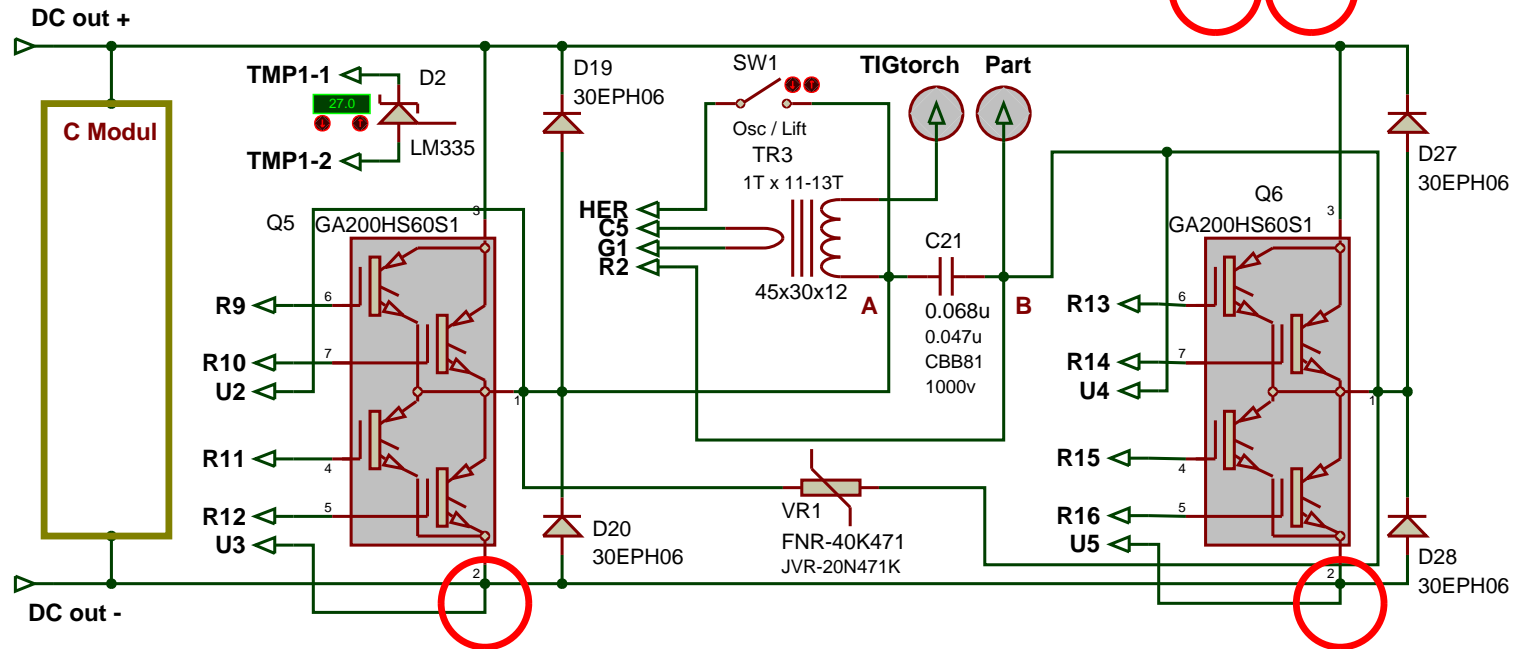 DC out +
C Modul
TMP1-1
D2
27.0
TMP1-2
LM335
D19
30EPH06
SW1
Osc / Lift
TR3
1T x 11-13T
TIGtorch
Part
D27
30EPH06
Q5
GA200HS60S1
3
HER
C5
G1
R2
45x30x12
A
C21
0.068u
0.047u
CBB81
1000v
B
Q6
GA200HS60S1
3
R9
6
R10
7
U2
1
R11
4
R12
5
U3
2
R13
6
R14
7
U4
1
R15
4
R16
5
U5
2
D20
30EPH06
VR1
FNR-40K471
JVR-20N471K
D28
30EPH06
DC out -